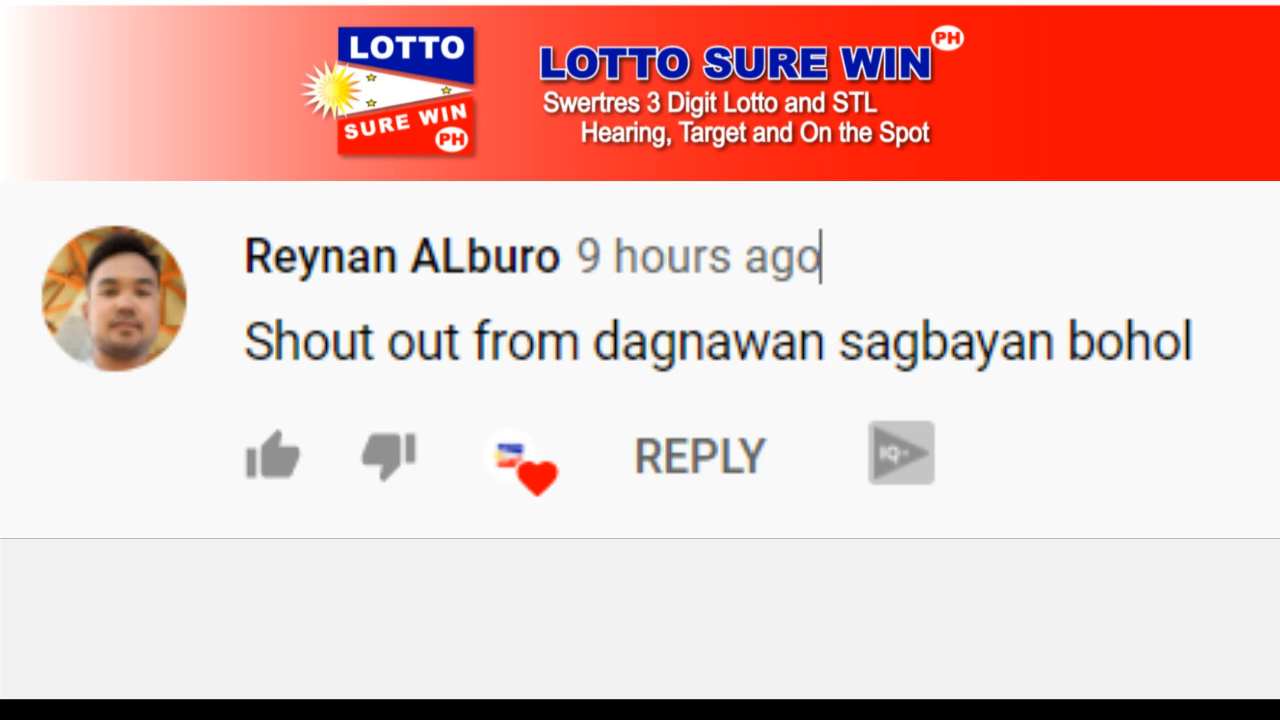 LOTTO
SURE WIN
PH
LOTTO SURE WIN PH
Swertres 3 Digit Lotto and STL
Hearing, Target and On the Spot
Reynan ALburo 9 hours ago
Shout out from dagnawan sagbayan bohol
REPLY
IQ